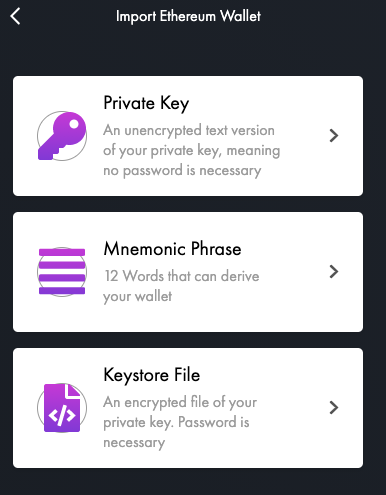 Import Ethereum Wallet
Private Key
An unencrypted text version
of your private key, meaning
no password is necessary
Mnemonic Phrase
12 Words that can derive
your wallet
Keystore File
An encrypted file of your
private key. Password is
necessary